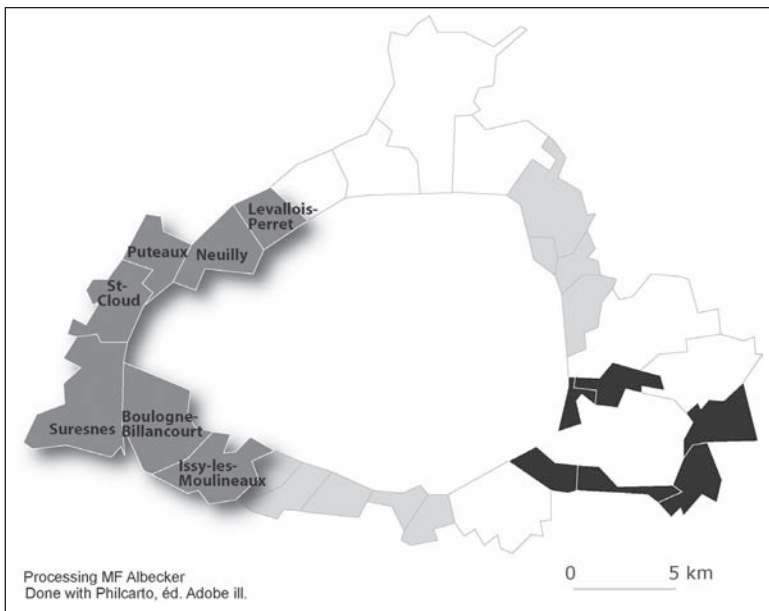 Levallois-
Perret
Puteaux
Neuilly
St-
Cloud
Boulogne-
Billancourt
Suresnes
Issy-les-
Moulineaux
Processing MF Albecker
Done with Philcarto, éd. Adobe ill.
0 5 km